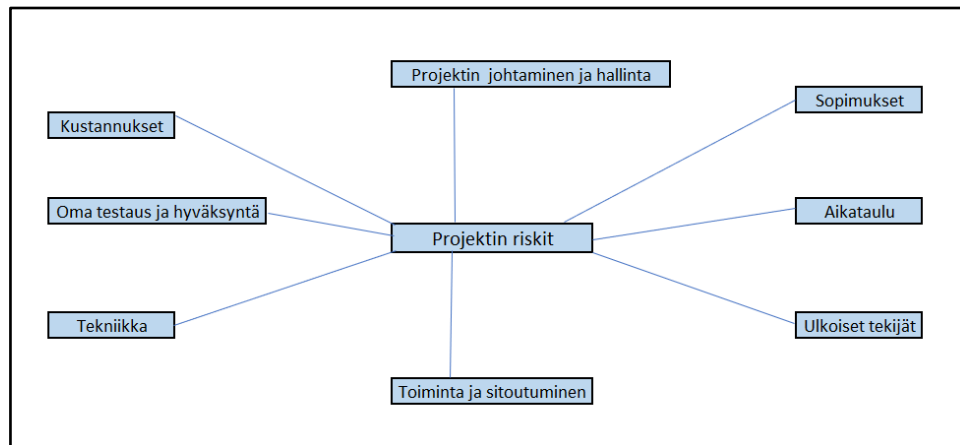 Projektin johtaminen ja hallinta
Sopimukset
Kustannukset
Oma testaus ja hyväksyntä
Aikataulu
Projektin riskit
Tekniikka
Ulkoiset tekijät
Toiminta ja sitoutuminen